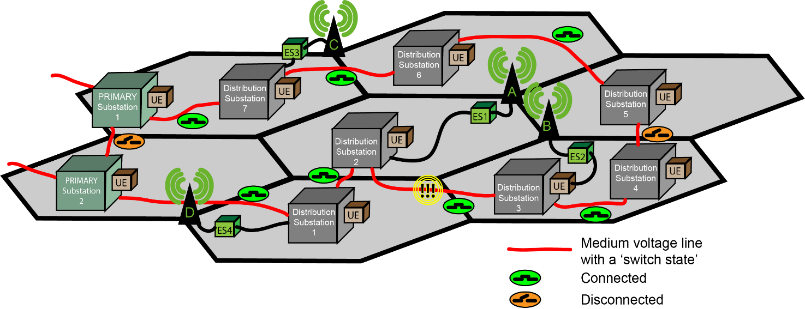 C
ES3
Distribution
Substation
6
UE
PRIMARY
Substation
1
UE
Distribution
Substation
7
UE
A
B
Distribution
Substation
5
UE
ES1
Distribution
Substation
2
UE
ES2
PRIMARY
Substation
2
UE
D
ES4
Distribution
Substation
1
UE
!!!
Distribution
Substation
3
UE
Distribution
Substation
4
UE
Medium voltage line
with a ‘switch state’
Connected
Disconnected